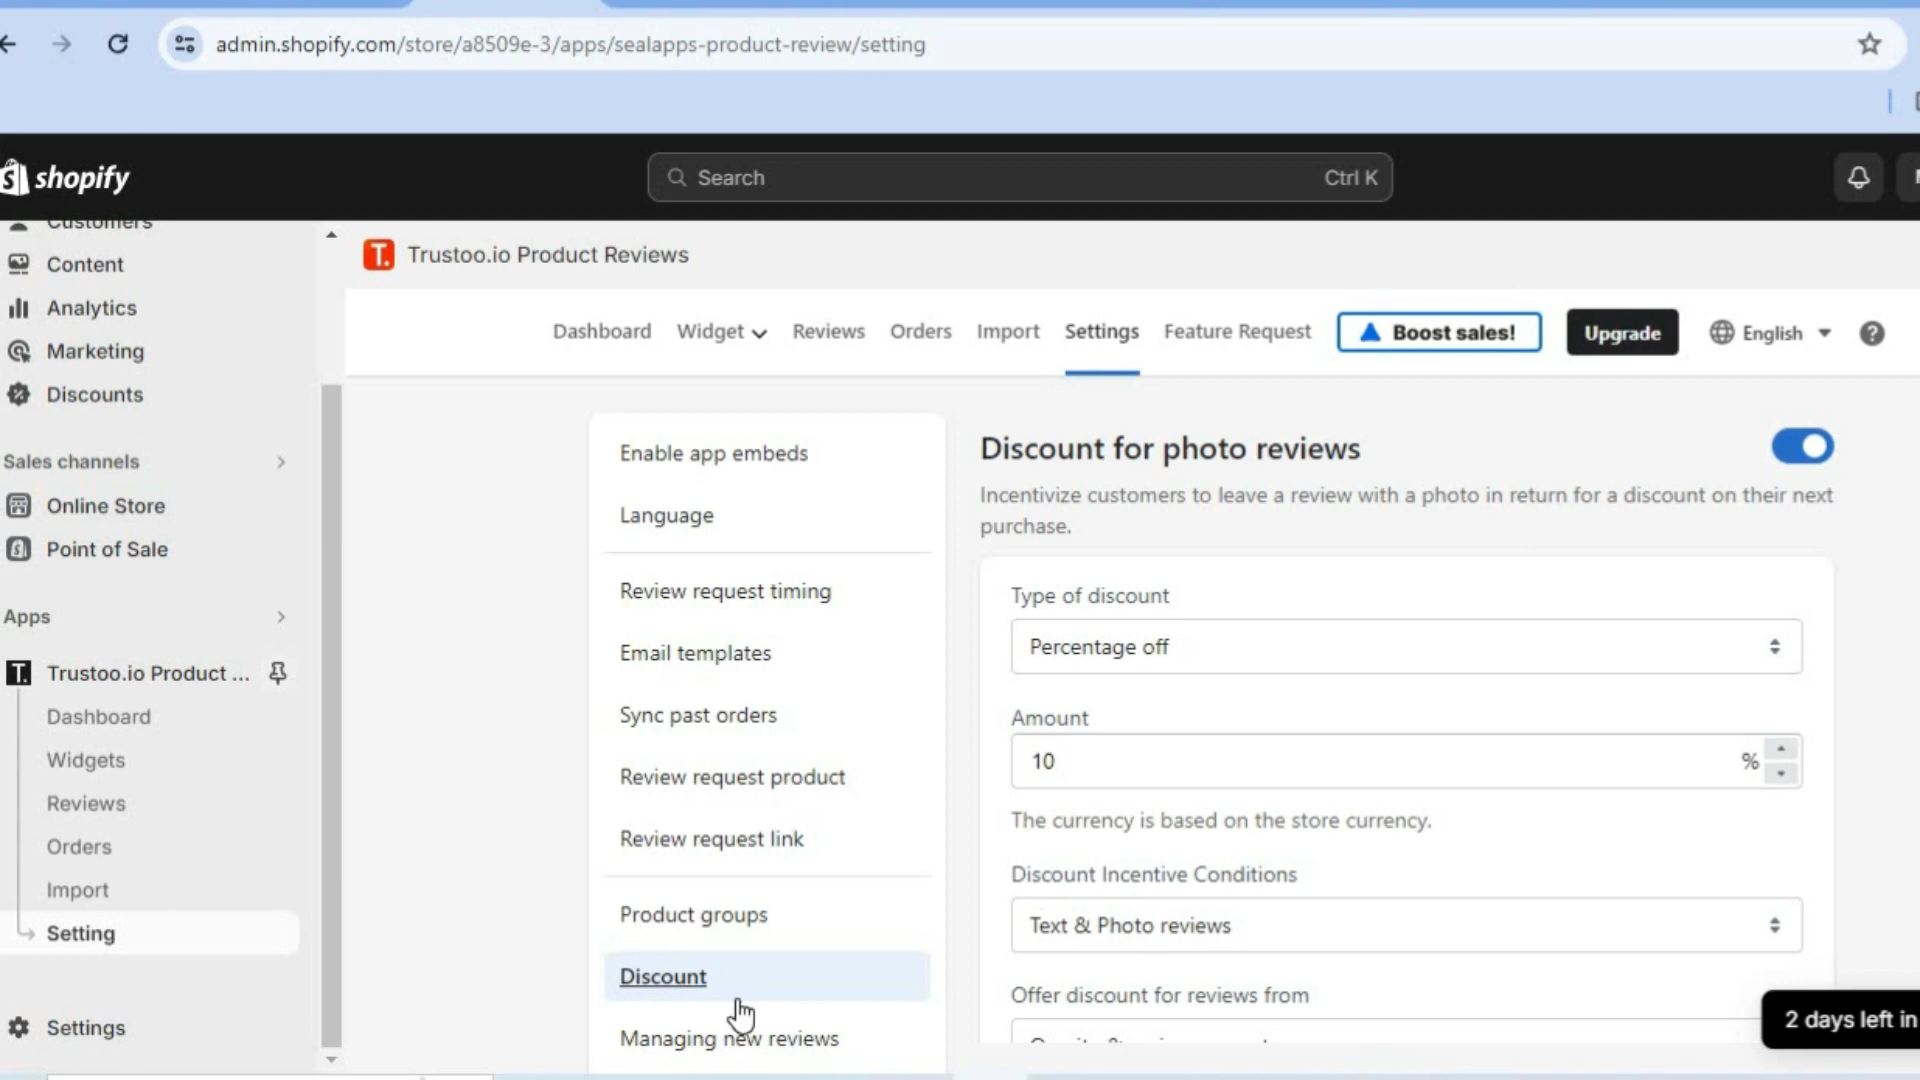 admin.shopify.com/store/a8509e-3/apps/sealapps-product-review/setting
shopify
Search
Ctrl K
Customers
Content
Analytics
Marketing
Discounts
Sales channels
Online Store
Point of Sale
Apps
Trustoo.io Product ...
Dashboard
Widgets
Reviews
Orders
Import
Setting
Settings
T. Trustoo.io Product Reviews
Dashboard Widget Reviews Orders Import Settings Feature Request Boost sales! Upgrade English
Enable app embeds
Language
Review request timing
Email templates
Sync past orders
Review request product
Review request link
Product groups
Discount
Managing new reviews
Discount for photo reviews
Incentivize customers to leave a review with a photo in return for a discount on their next
purchase.
Type of discount
Percentage off
Amount
10 %
The currency is based on the store currency.
Discount Incentive Conditions
Text & Photo reviews
Offer discount for reviews from
2 days left in